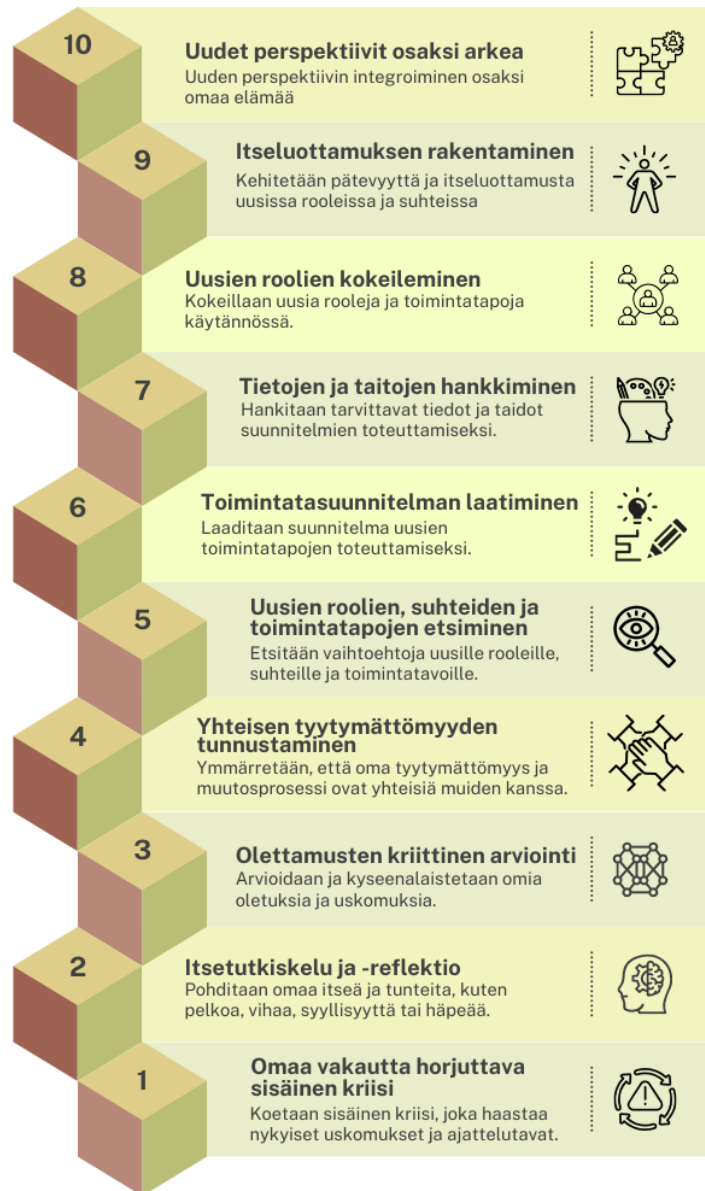 10
Uudet perspektiivit osaksi arkea
Uuden perspektiivin integroiminen osaksi
omaa elämää
9
Itseluottamuksen rakentaminen
Kehitetään pätevyyttä ja itseluottamusta
uusissa rooleissa ja suhteissa
8
Uusien roolien kokeileminen
Kokeillaan uusia rooleja ja toimintatapoja
käytännössä.
7
Tietojen ja taitojen hankkiminen
Hankitaan tarvittavat tiedot ja taidot
suunnitelmien toteuttamiseksi.
6
Toimintatasuunnitelman laatiminen
Laaditaan suunnitelma uusien
toimintatapojen toteuttamiseksi.
5
Uusien roolien, suhteiden ja
toimintatapojen etsiminen
Etsitään vaihtoehtoja uusille rooleille,
suhteille ja toimintatavoille.
4
Yhteisen tyytymättömyyden
tunnustaminen
Ymmärretään, että oma tyytymättömyys ja
muutosprosessi ovat yhteisiä muiden kanssa.
3
Olettamusten kriittinen arviointi
Arvioidaan ja kyseenalaistetaan omia
oletuksia ja uskomuksia.
2
Itsetutkiskelu ja -reflektio
Pohditaan omaa itseä ja tunteita, kuten
pelkoa, vihaa, syyllisyyttä tai häpeää.
1
Omaa vakautta horjuttava
sisäinen kriisi
Koetaan sisäinen kriisi, joka haastaa
nykyiset uskomukset ja ajattelutavat.